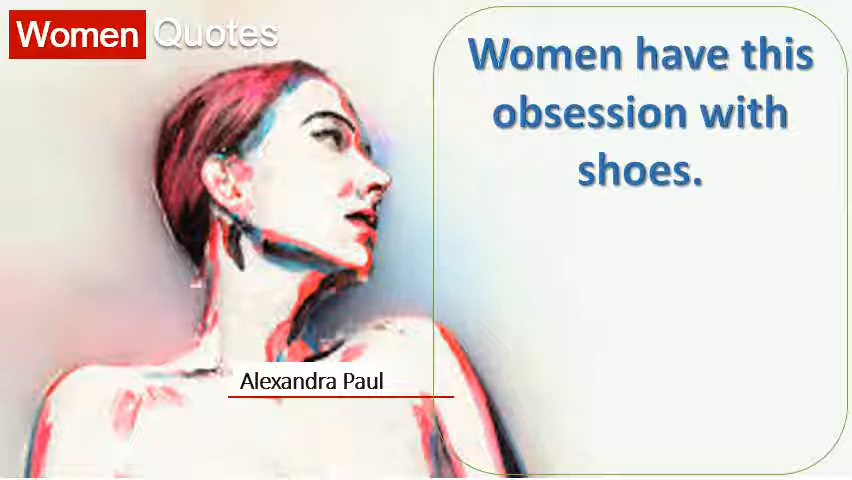 Women Quotes
Women have this
obsession with
shoes.
Alexandra Paul